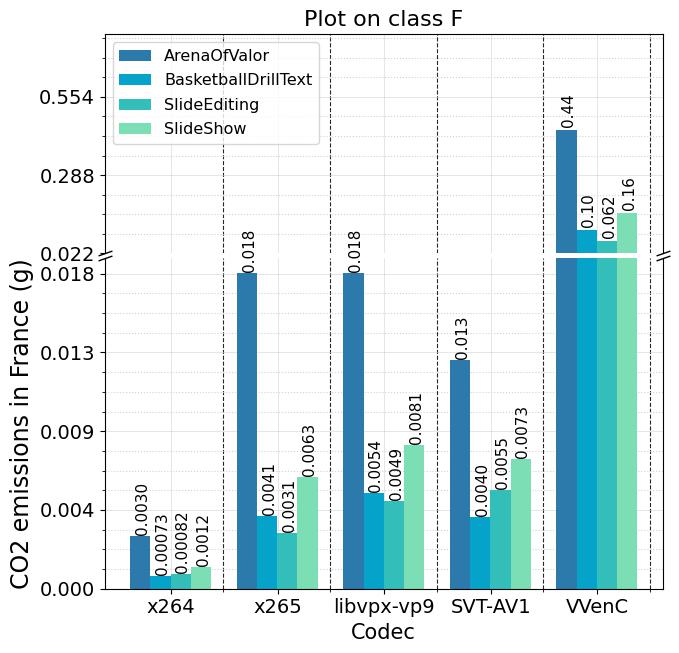 Plot on class F
ArenaOfValor
BasketballDrillText
SlideEditing
SlideShow
0.554
0.288
0.022
0.018
0.013
0.009
0.004
0.000
CO2 emissions in France (g)
0.0030
0.00073
0.00082
0.0012
0.018
0.0041
0.0031
0.0063
0.018
0.0054
0.0049
0.0081
0.013
0.0040
0.0055
0.0073
0.44
0.10
0.062
0.16
x264
x265
libvpx-vp9
SVT-AV1
VVenC
Codec